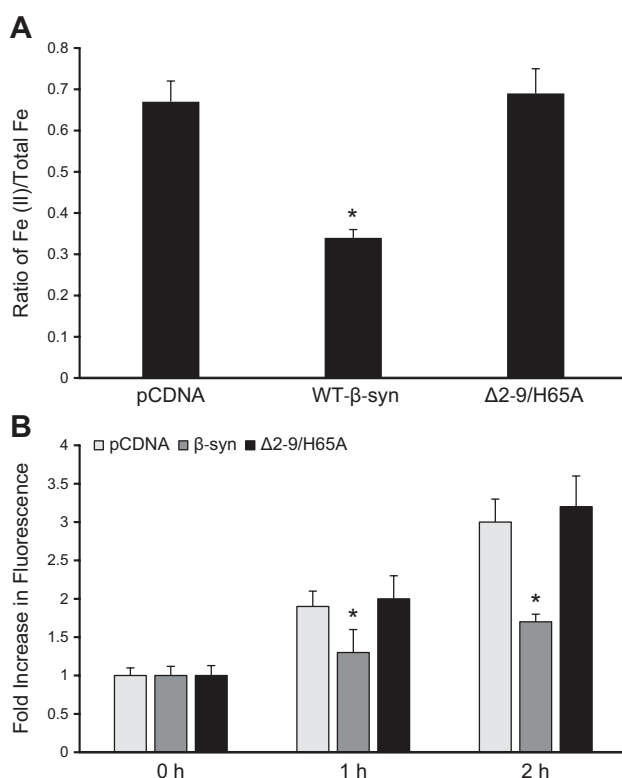 A
Ratio of Fe (II)/Total Fe
0.8
0.7
0.6
0.5
0.4
0.3
0.2
0.1
0
*
pCDNA WT-β-syn Δ2-9/H65A
B
Fold Increase in Fluorescence
4
3.5
3
2.5
2
1.5
1
0.5
0
pCDNA β-syn Δ2-9/H65A
* *
0 h 1 h 2 h